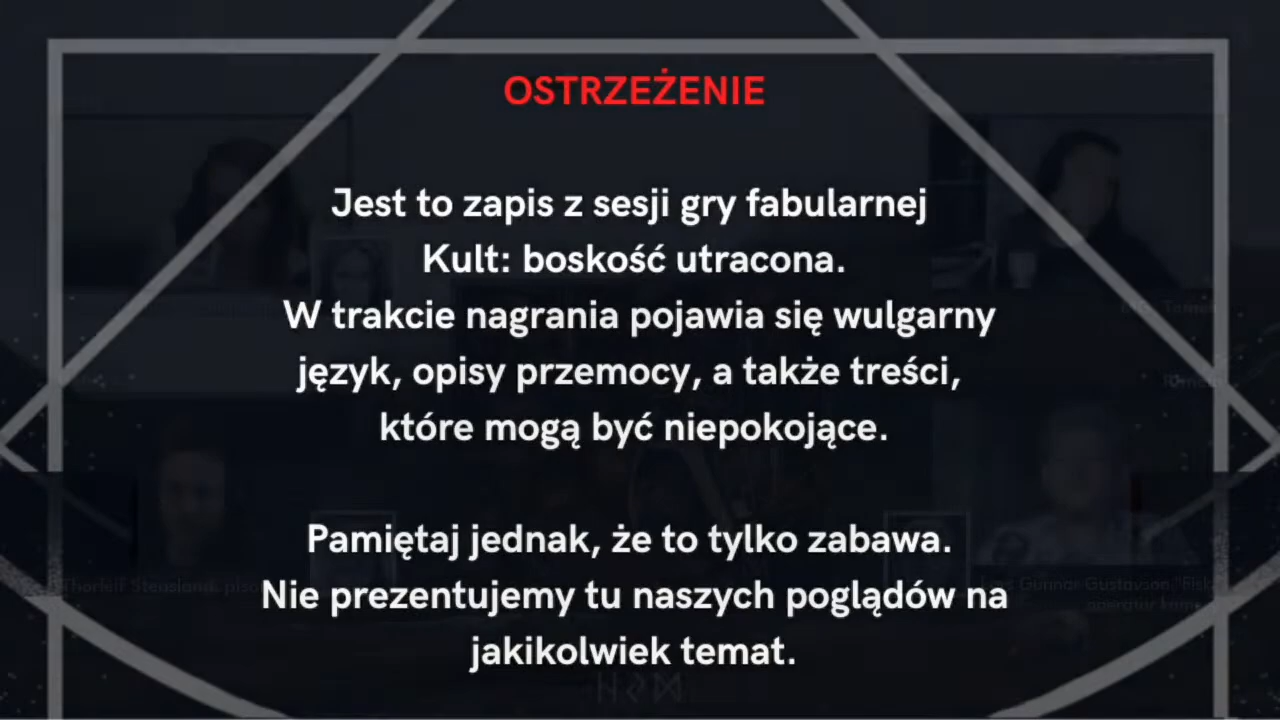 OSTRZEŻENIE
Jest to zapis z sesji gry fabularnej
Kult: boskość utracona.
W trakcie nagrania pojawia się wulgarny
język, opisy przemocy, a także treści,
które mogą być niepokojące.
Pamiętaj jednak, że to tylko zabawa.
Nie prezentujemy tu naszych poglądów na
jakikolwiek temat.